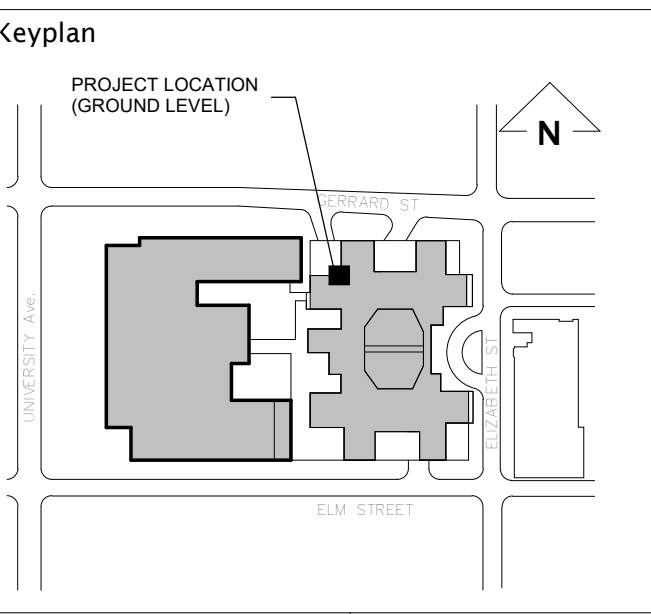 Keyplan
PROJECT LOCATION
(GROUND LEVEL)
N
GERRARD ST
UNIVERSITY Ave.
ELIZABETH ST
ELM STREET